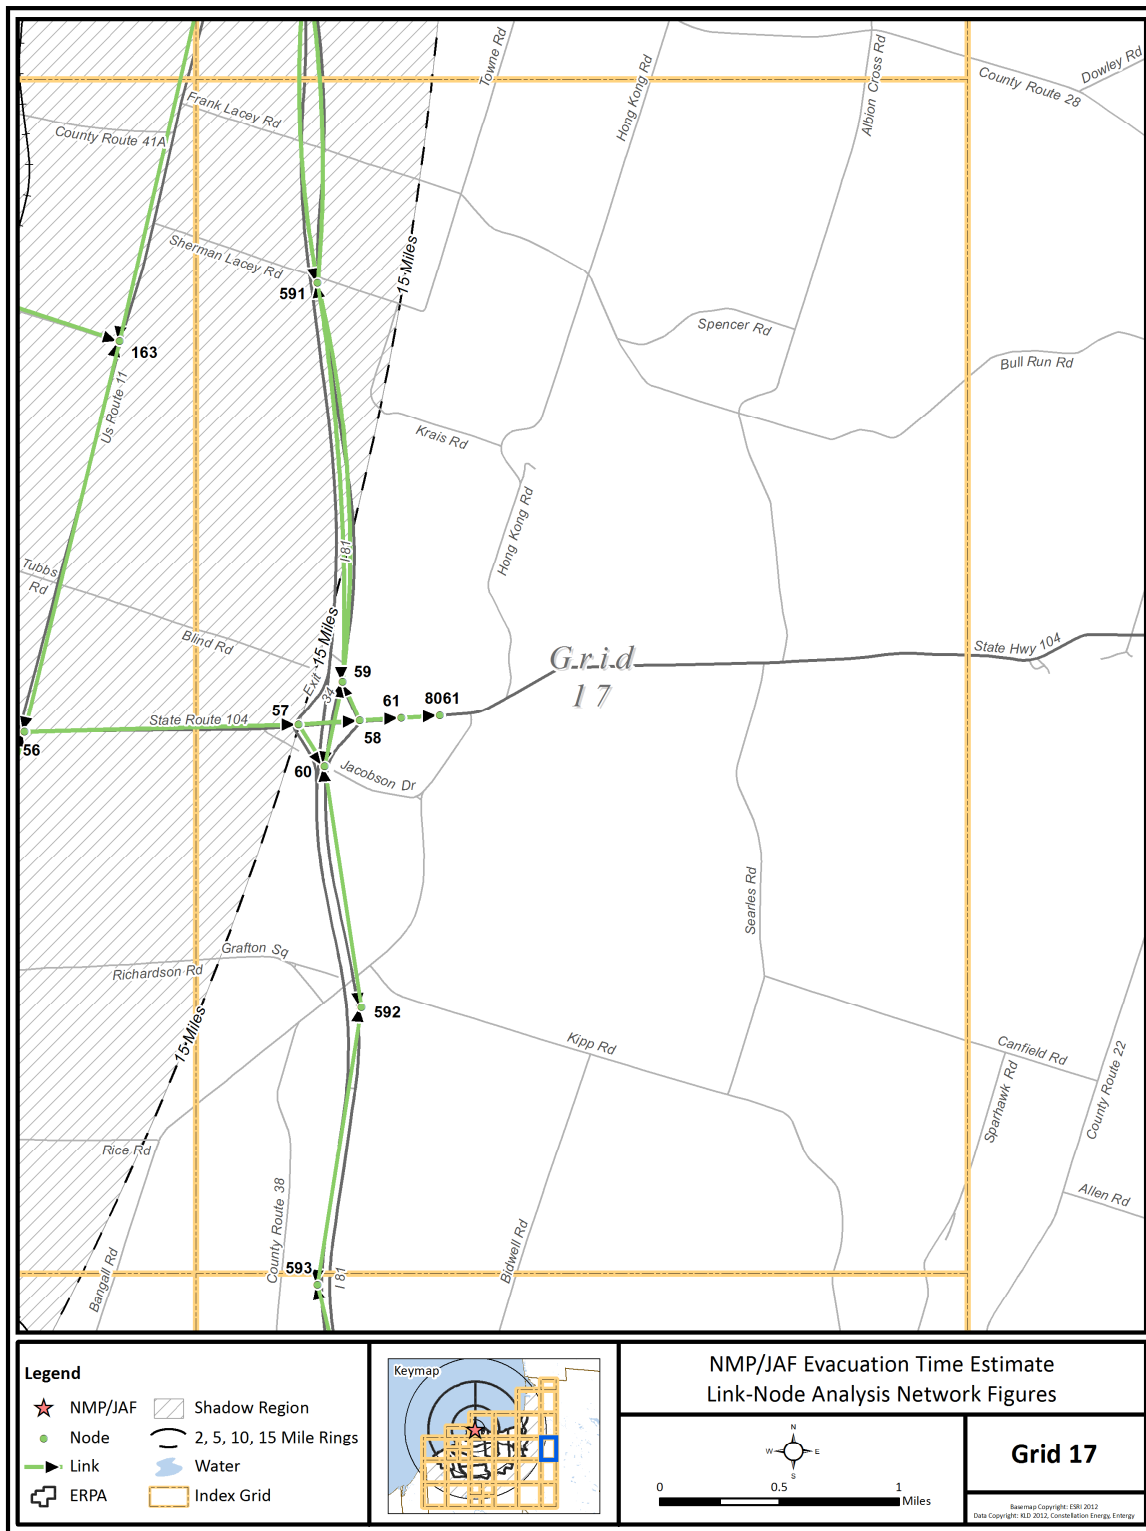 Towne Rd
Hong Kong Rd
Albion Cross Rd
Dowley Rd
County Route 28
Frank Lacey Rd
County Route 41A
Sherman Lacey Rd
15 Miles
591
163
Spencer Rd
Bull Run Rd
Us Route 11
Krais Rd
Hong Kong Rd
I 81
Tubbs
Rd
Blind Rd
15 Miles
Exit 34
Grid
17
State Hwy 104
59
57
61
8061
State Route 104
58
56
60
Jacobson Dr
Searles Rd
Grafton Sq
Richardson Rd
592
15 Miles
Kipp Rd
Canfield Rd
County Route 22
Sparhawk Rd
Rice Rd
Allen Rd
County Route 38
Bidwell Rd
Bangall Rd
593
I 81
Legend
NMP/JAF
Shadow Region
Node
2, 5, 10, 15 Mile Rings
Link
Water
ERPA
Index Grid
Keymap
NMP/JAF Evacuation Time Estimate
Link-Node Analysis Network Figures
N
W
E
S
0
0.5
1
Miles
Grid 17
Basemap Copyright: ESRI 2012
Data Copyright: KLD 2012, Constellation Energy, Entergy